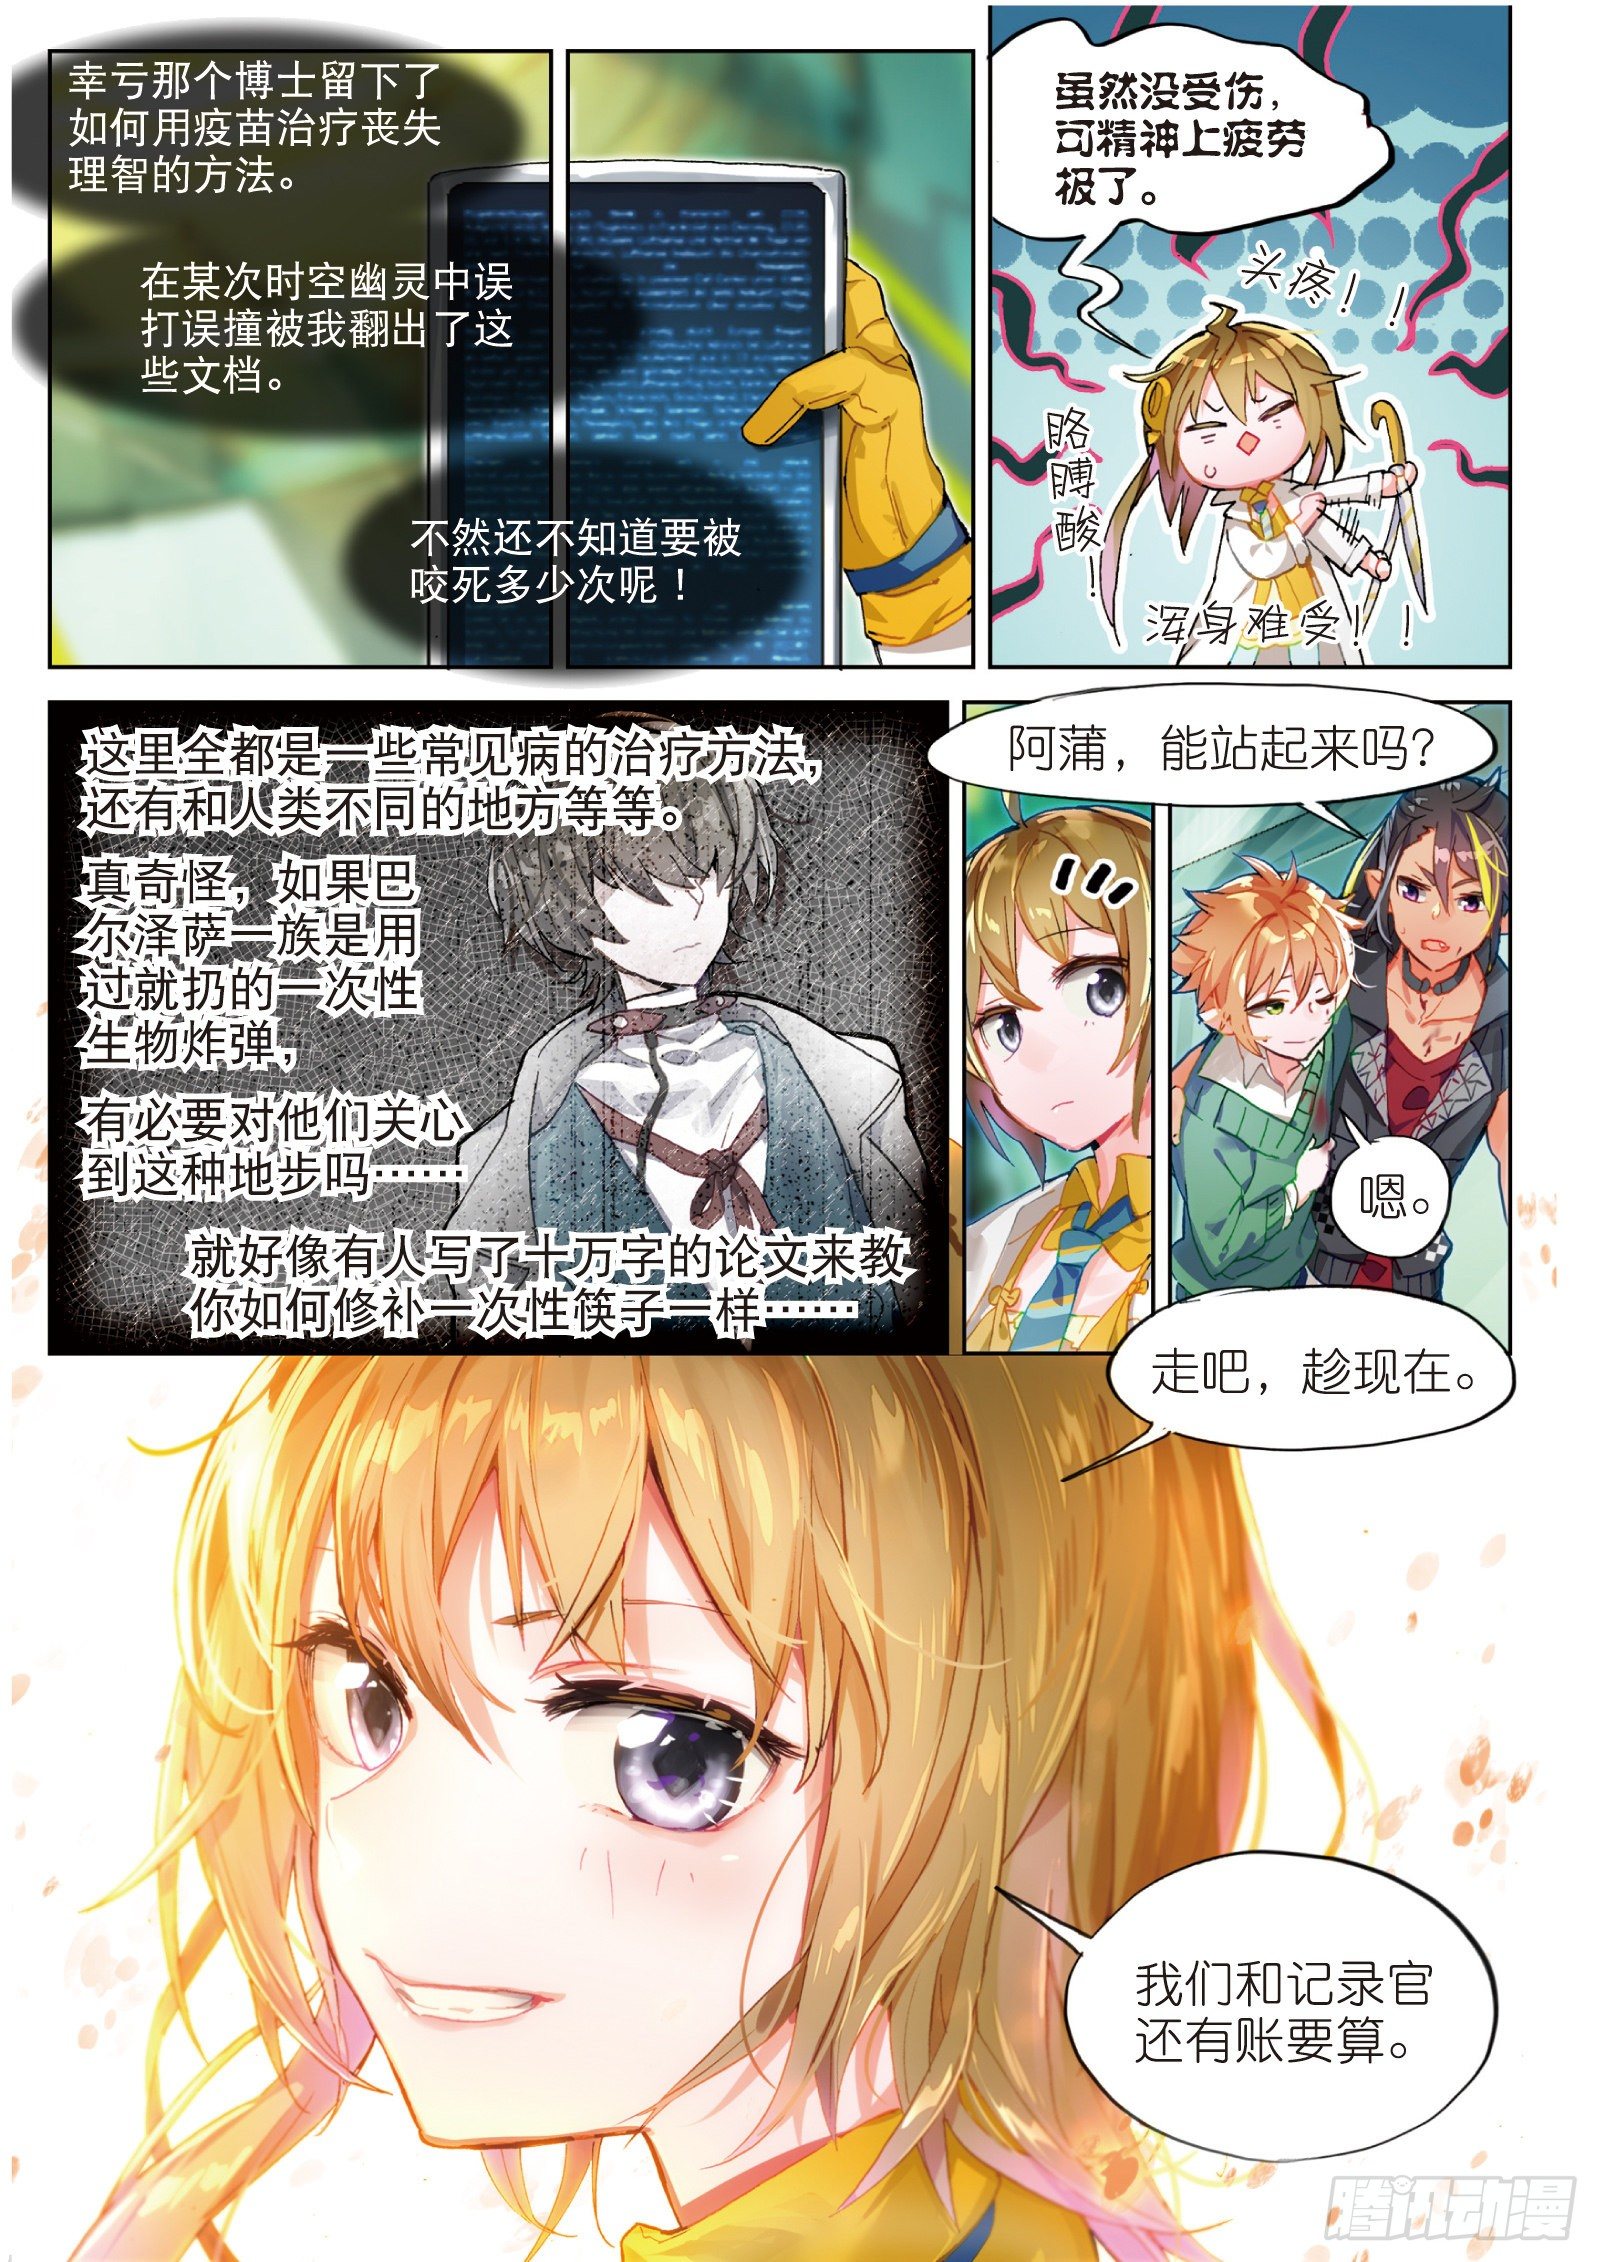 幸亏那个博士留下了
如何用疫苗治疗丧失
理智的方法。
在某次时空幽灵中误
打误撞被我翻出了这
些文档。
不然还不知道要被
咬死多少次呢！
虽然没受伤，
可精神上疲劳
极了。
头疼！！
胳膊酸！
浑身难受！！
这里全都是一些常见病的治疗方法，
还有和人类不同的地方等等。
真奇怪，如果巴
尔泽萨一族是用
过就扔的一次性
生物炸弹，
有必要对他们关心
到这种地步吗……
就好像有人写了十万字的论文来教
你如何修补一次性筷子一样……
阿蒲，能站起来吗？
嗯。
走吧，趁现在。
我们和记录官
还有账要算。
腾讯动漫